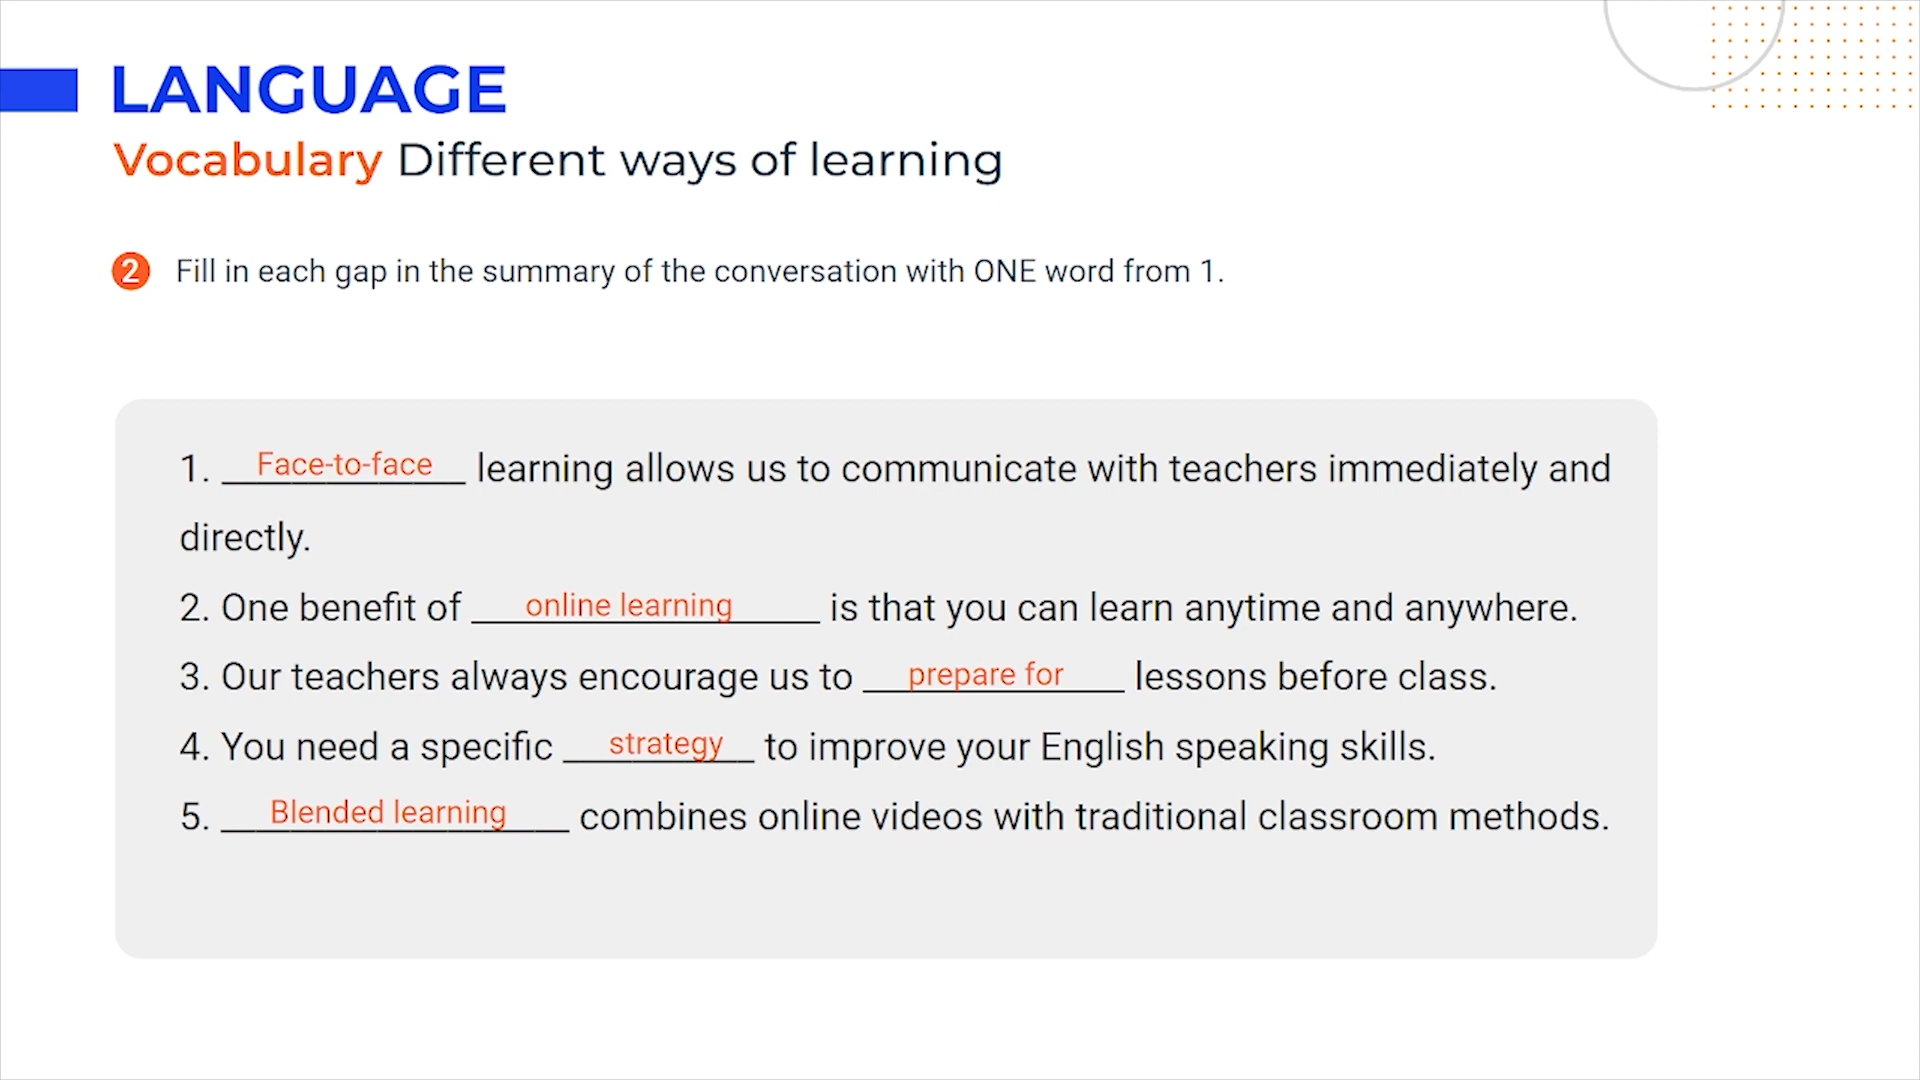 LANGUAGE
Vocabulary Different ways of learning
2 Fill in each gap in the summary of the conversation with ONE word from 1.
1. Face-to-face learning allows us to communicate with teachers immediately and
directly.
2. One benefit of online learning is that you can learn anytime and anywhere.
3. Our teachers always encourage us to prepare for lessons before class.
4. You need a specific strategy to improve your English speaking skills.
5. Blended learning combines online videos with traditional classroom methods.